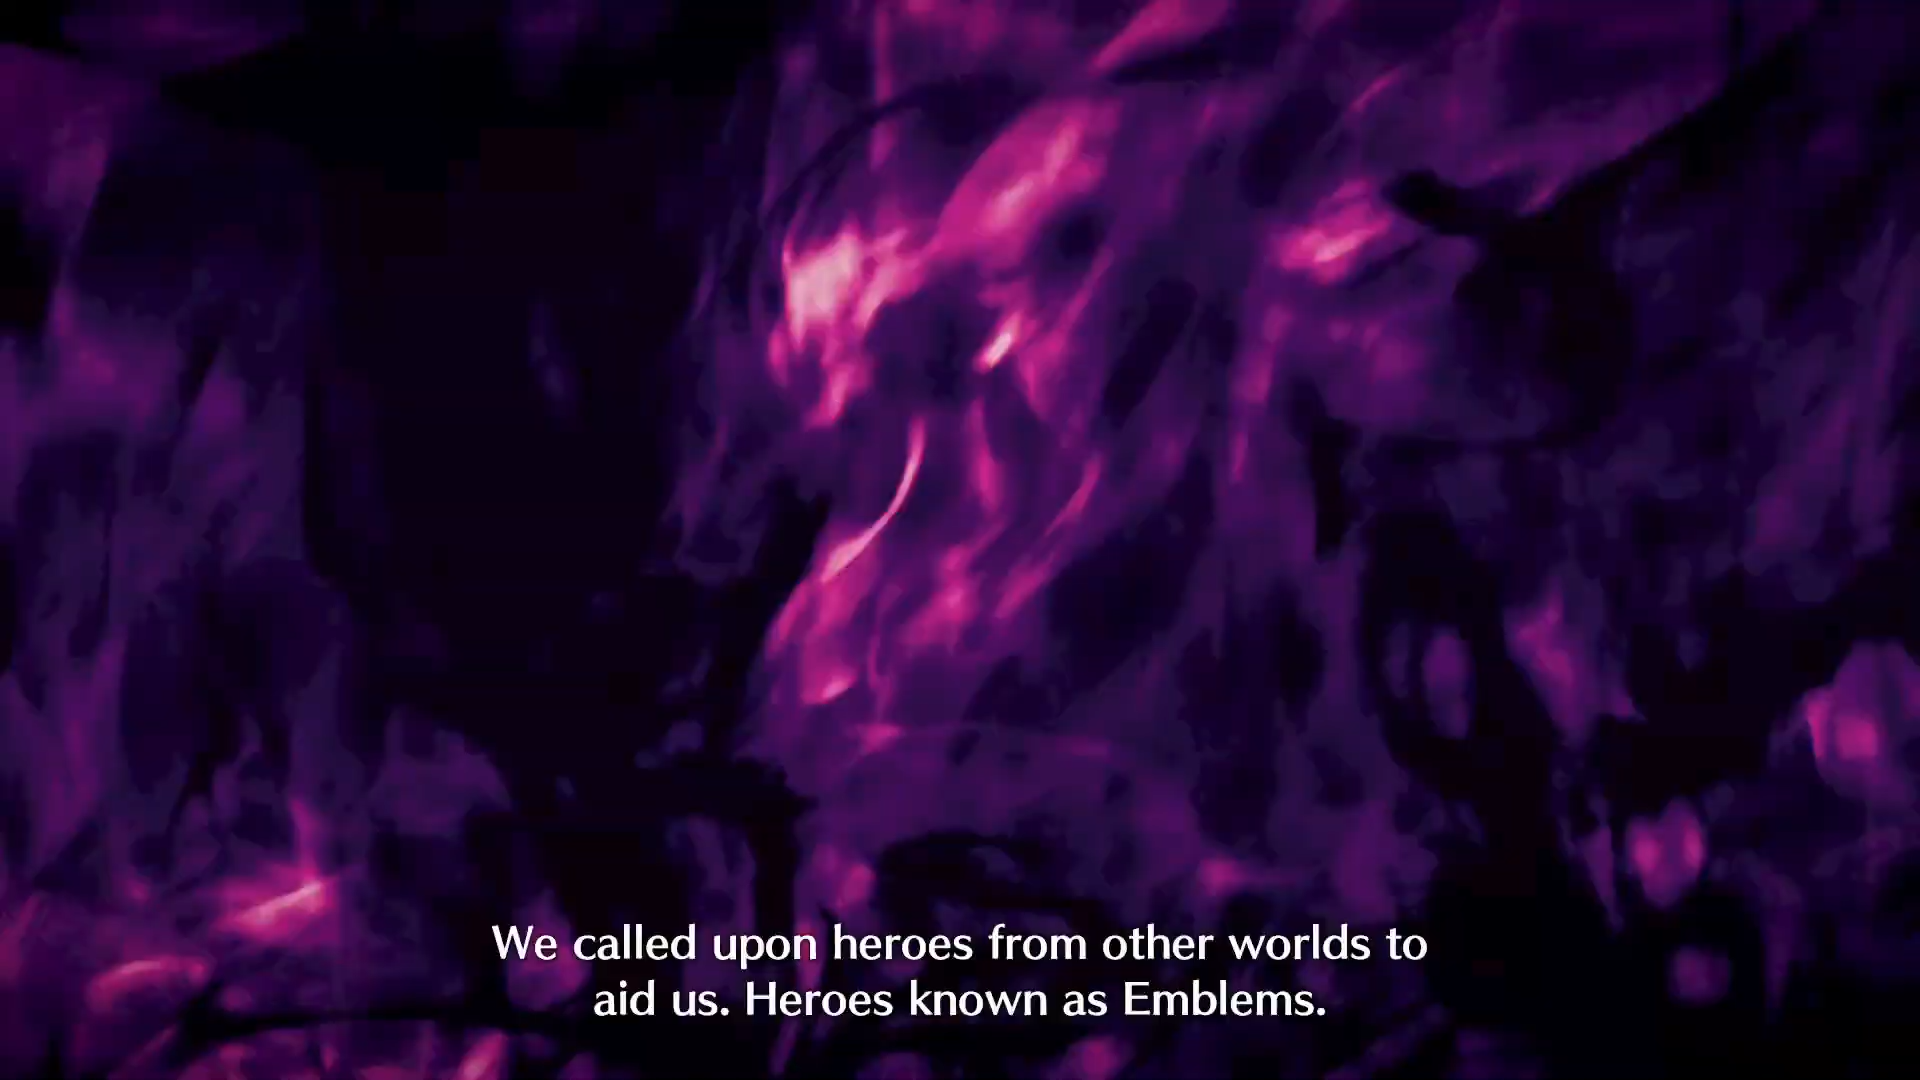 We called upon heroes from other worlds to
aid us. Heroes known as Emblems.